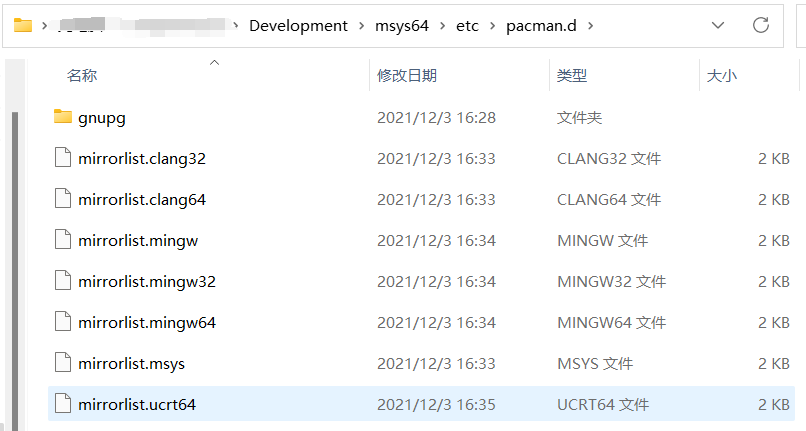 Development msys64 etc pacman.d
名称 修改日期 类型 大小
gnupg 2021/12/3 16:28 文件夹
mirrorlist.clang32 2021/12/3 16:33 CLANG32 文件 2 KB
mirrorlist.clang64 2021/12/3 16:33 CLANG64 文件 2 KB
mirrorlist.mingw 2021/12/3 16:34 MINGW 文件 2 KB
mirrorlist.mingw32 2021/12/3 16:34 MINGW32 文件 2 KB
mirrorlist.mingw64 2021/12/3 16:34 MINGW64 文件 2 KB
mirrorlist.msys 2021/12/3 16:33 MSYS 文件 2 KB
mirrorlist.ucrt64 2021/12/3 16:35 UCRT64 文件 2 KB